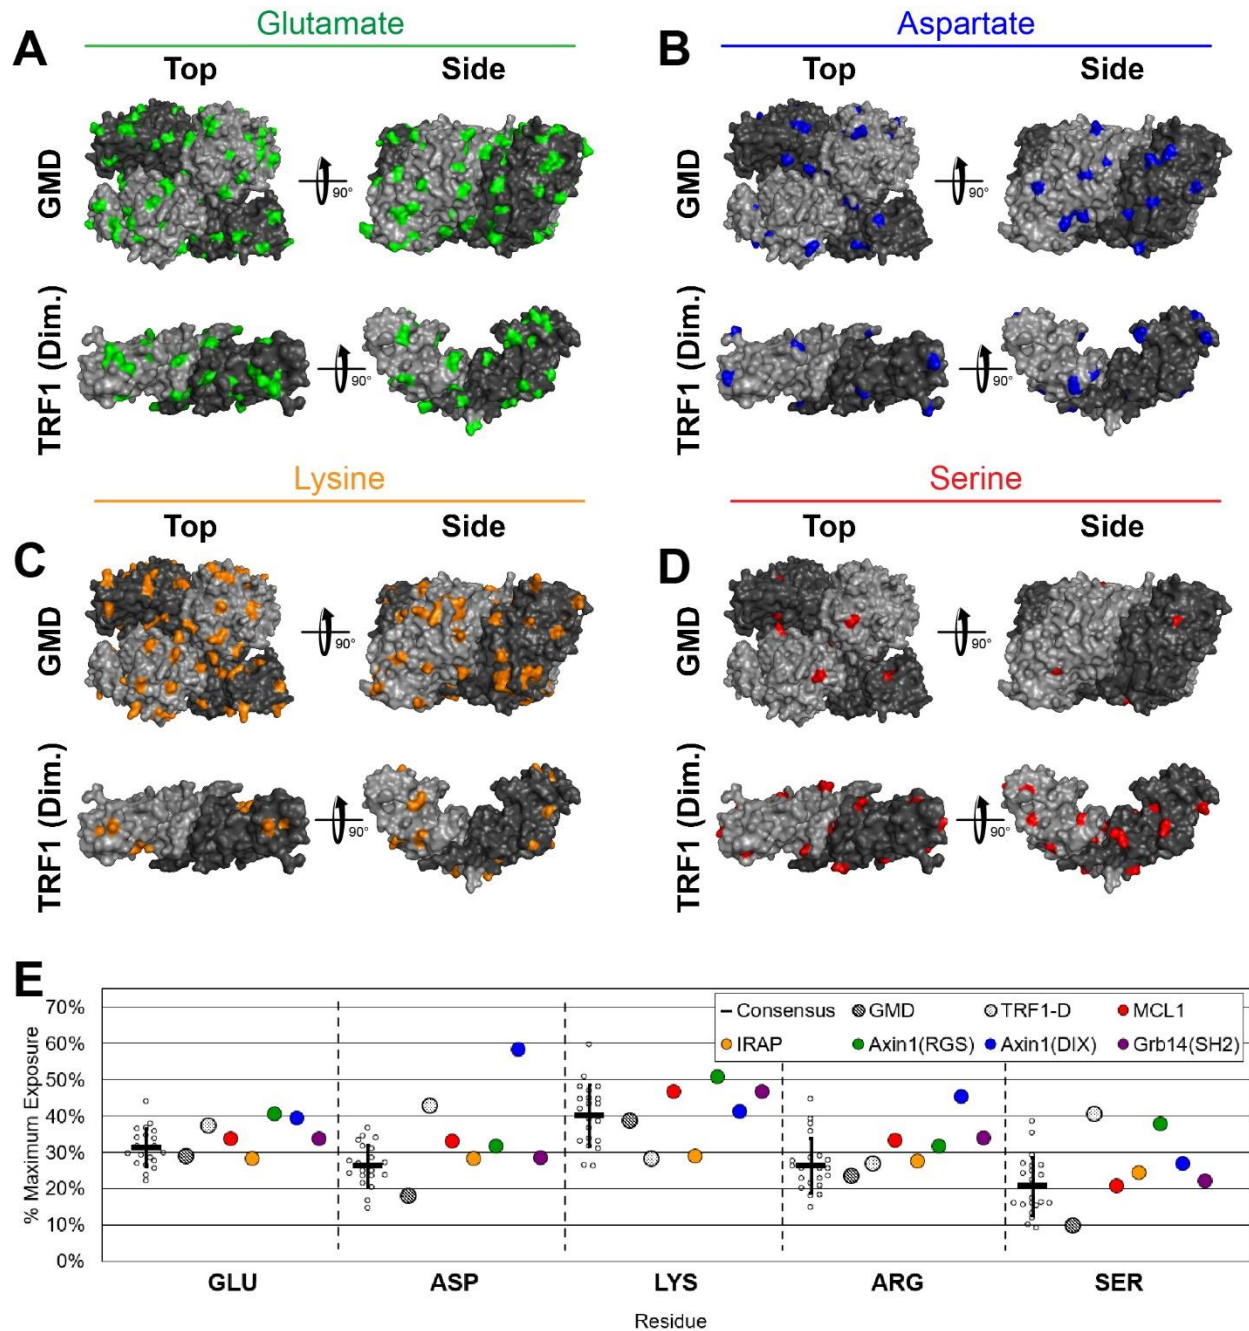 A
Glutamate
Top Side
GMD
90°
TRF1 (Dim.)
90°
B
Aspartate
Top Side
GMD
90°
TRF1 (Dim.)
90°
C
Lysine
Top Side
GMD
90°
TRF1 (Dim.)
90°
D
Serine
Top Side
GMD
90°
TRF1 (Dim.)
90°
E
% Maximum Exposure
70%
60%
50%
40%
30%
20%
10%
0%
Consensus GMD TRF1-D MCL1
IRAP Axin1(RGS) Axin1(DIX) Grb14(SH2)
GLU ASP LYS ARG SER
Residue